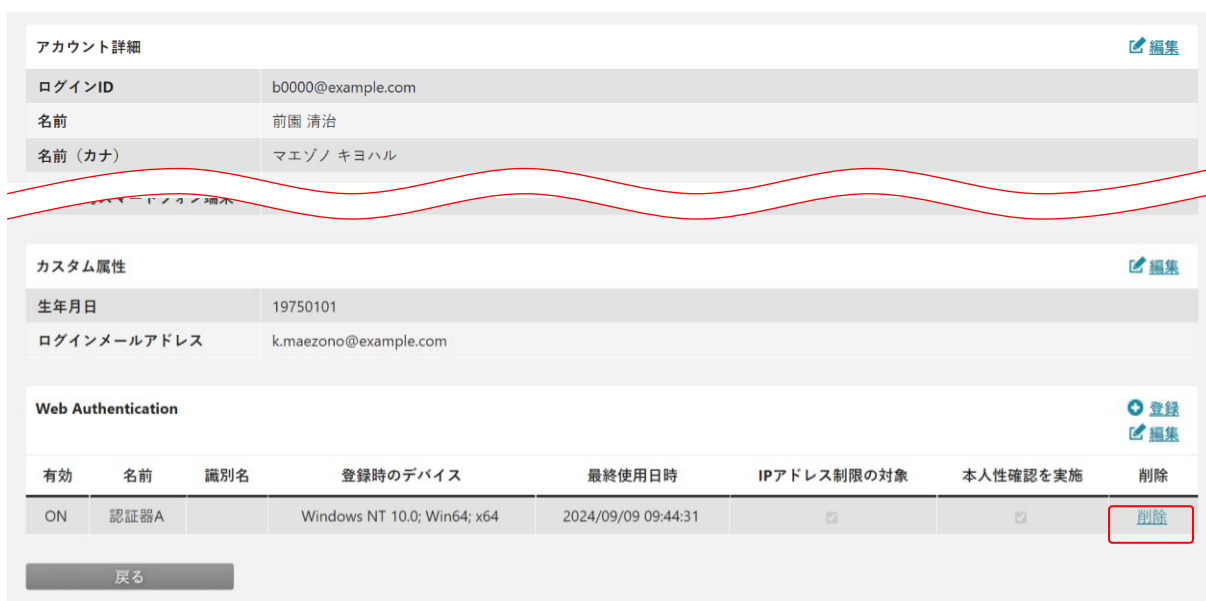 アカウント詳細 編集
ログインID b0000@example.com
名前 前園 清治
名前（カナ） マエゾノ キヨハル
カスタム属性 編集
生年月日 19750101
ログインメールアドレス k.maezono@example.com
Web Authentication 登録
編集
有効 名前 識別名 登録時のデバイス 最終使用日時 IPアドレス制限の対象 本人性確認を実施 削除
ON 認証器A Windows NT 10.0; Win64; x64 2024/09/09 09:44:31 削除
戻る